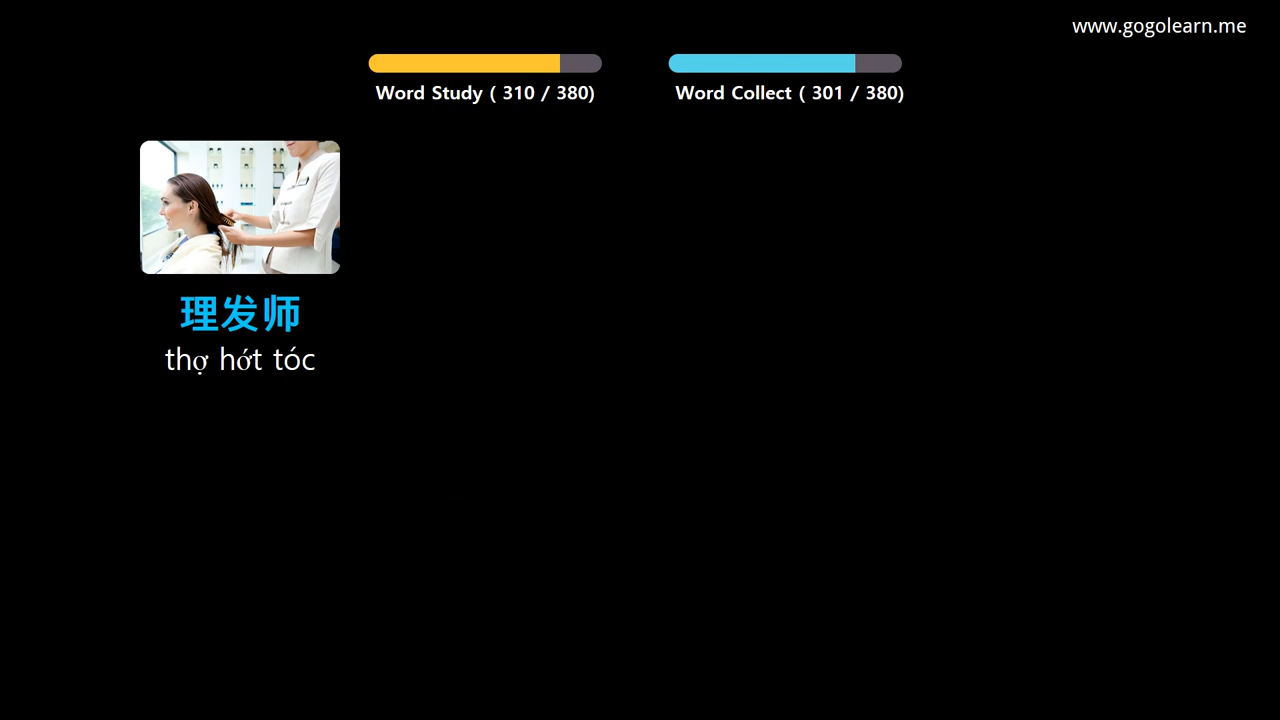 www.gogolearn.me
Word Study ( 310 / 380)
Word Collect ( 301 / 380)
理发师
thợ hớt tóc